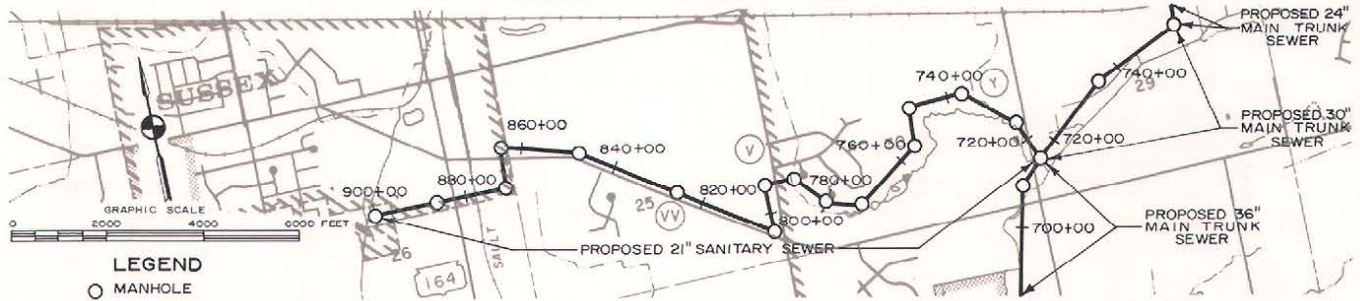 PROPOSED 24"
MAIN TRUNK
SEWER
740+00
Y
740+00
29
SUSSEX
860+00
PROPOSED 30"
MAIN TRUNK
SEWER
720+00
720+00
760+00
840+00
V
900+00
880+00
820+00
780+00
25
VV
GRAPHIC SCALE
0 2000 4000 6000 FEET
800+00
PROPOSED 36"
MAIN TRUNK
SEWER
700+00
PROPOSED 21" SANITARY SEWER
26
164
LEGEND
MANHOLE